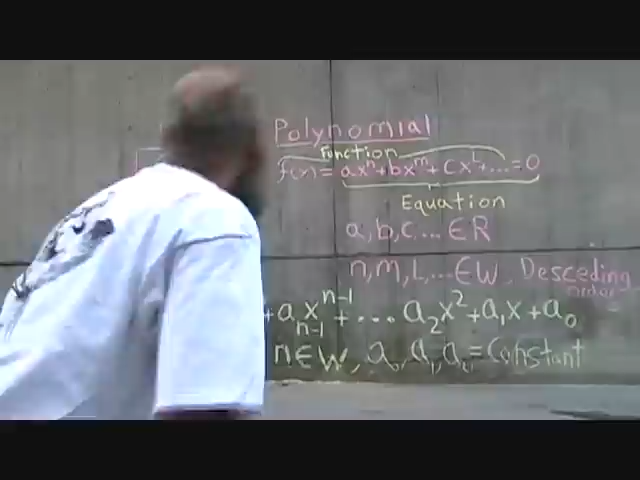 Polynomial
Function
f(x) = ax^n + bx^m + cx^L + ... = 0
Equation
a, b, c ... ∈ R
n, m, L, ... ∈ W, Desceding
order
+ a_{n-1}x^{n-1} + ... a_2x^2 + a_1x + a_0
n ∈ W, a_0, a_1, = Constant